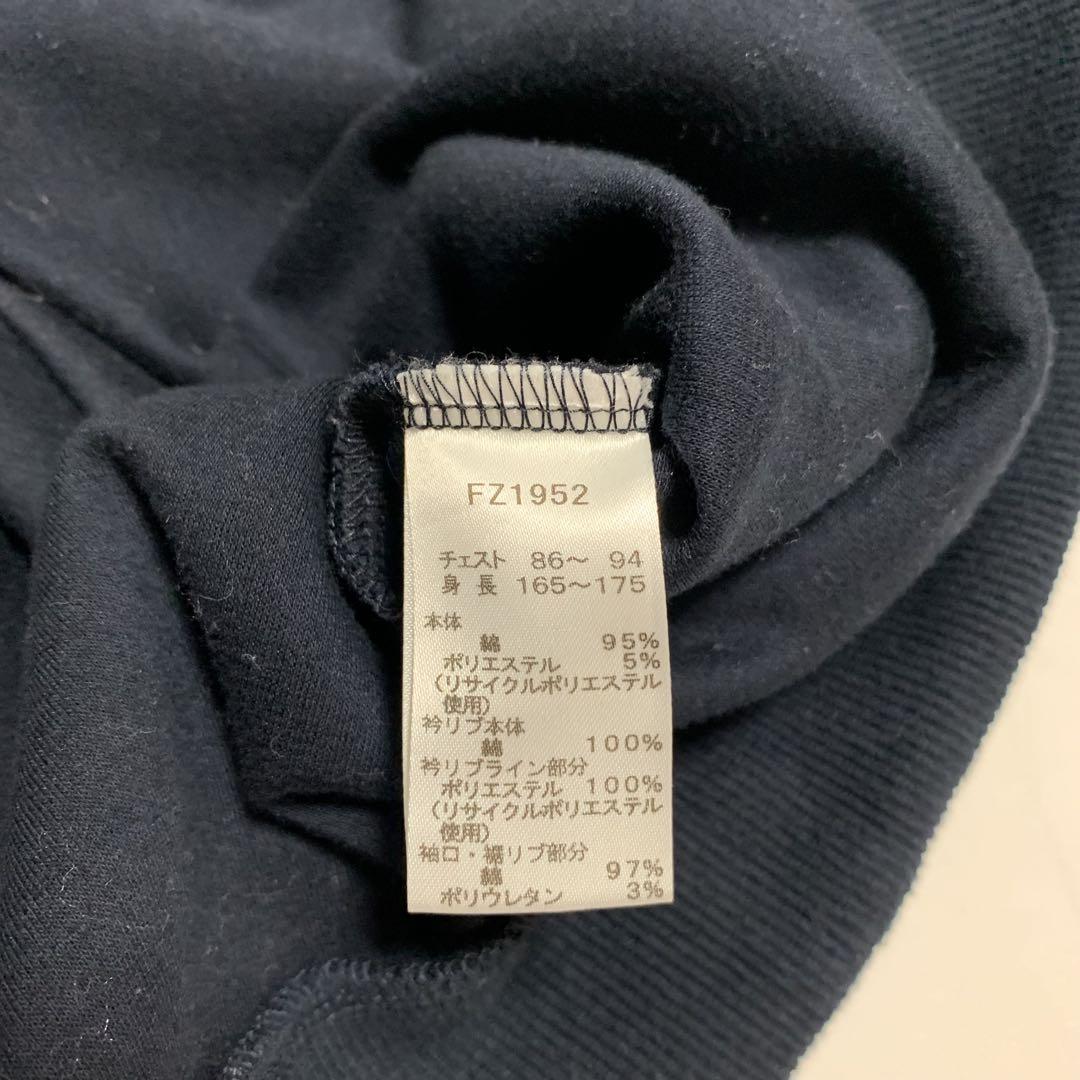 FZ1952
チェスト 86～ 94
身 長 165～175
本体
綿 95%
ポリエステル 5%
(リサイクルポリエステル
使用)
衿リブ本体
綿 100%
衿リブライン部分
ポリエステル 100%
(リサイクルポリエステル
使用)
袖口・裾リブ部分
綿 97%
ポリウレタン 3%